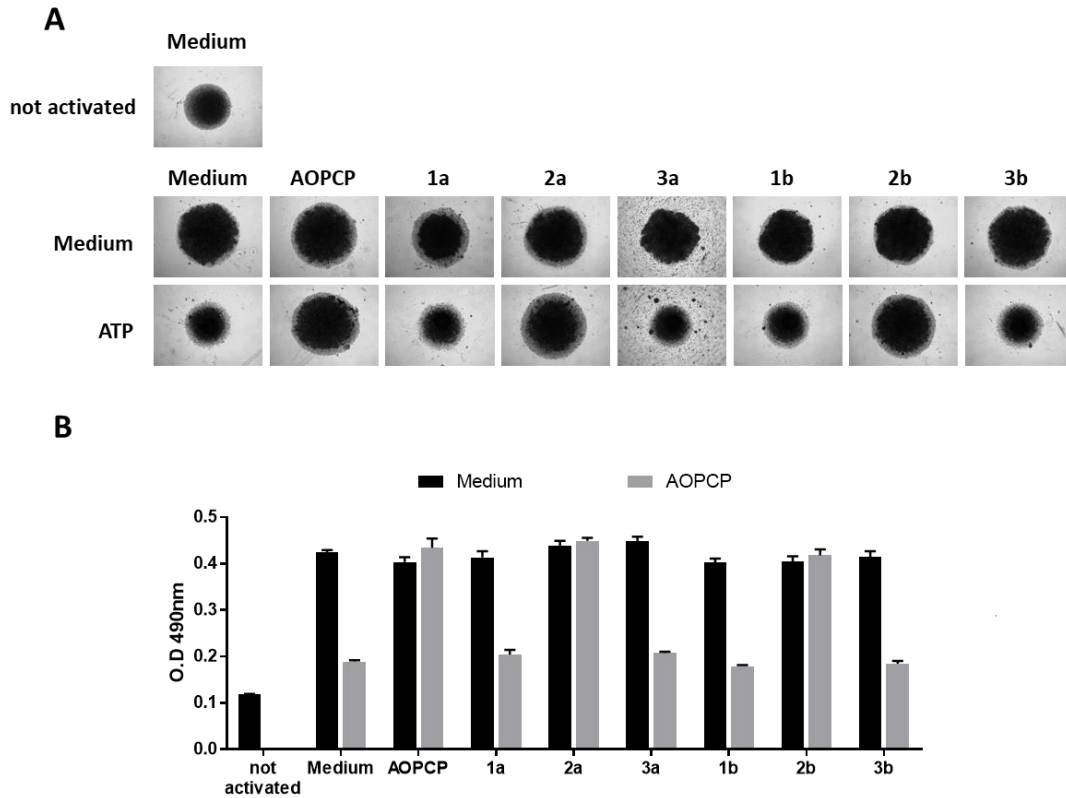 A
Medium
not activated
Medium AOPCP 1a 2a 3a 1b 2b 3b
Medium
ATP
B
Medium AOPCP
0.5
0.4
0.3
0.2
0.1
0.0
O.D 490nm
not activated Medium AOPCP 1a 2a 3a 1b 2b 3b